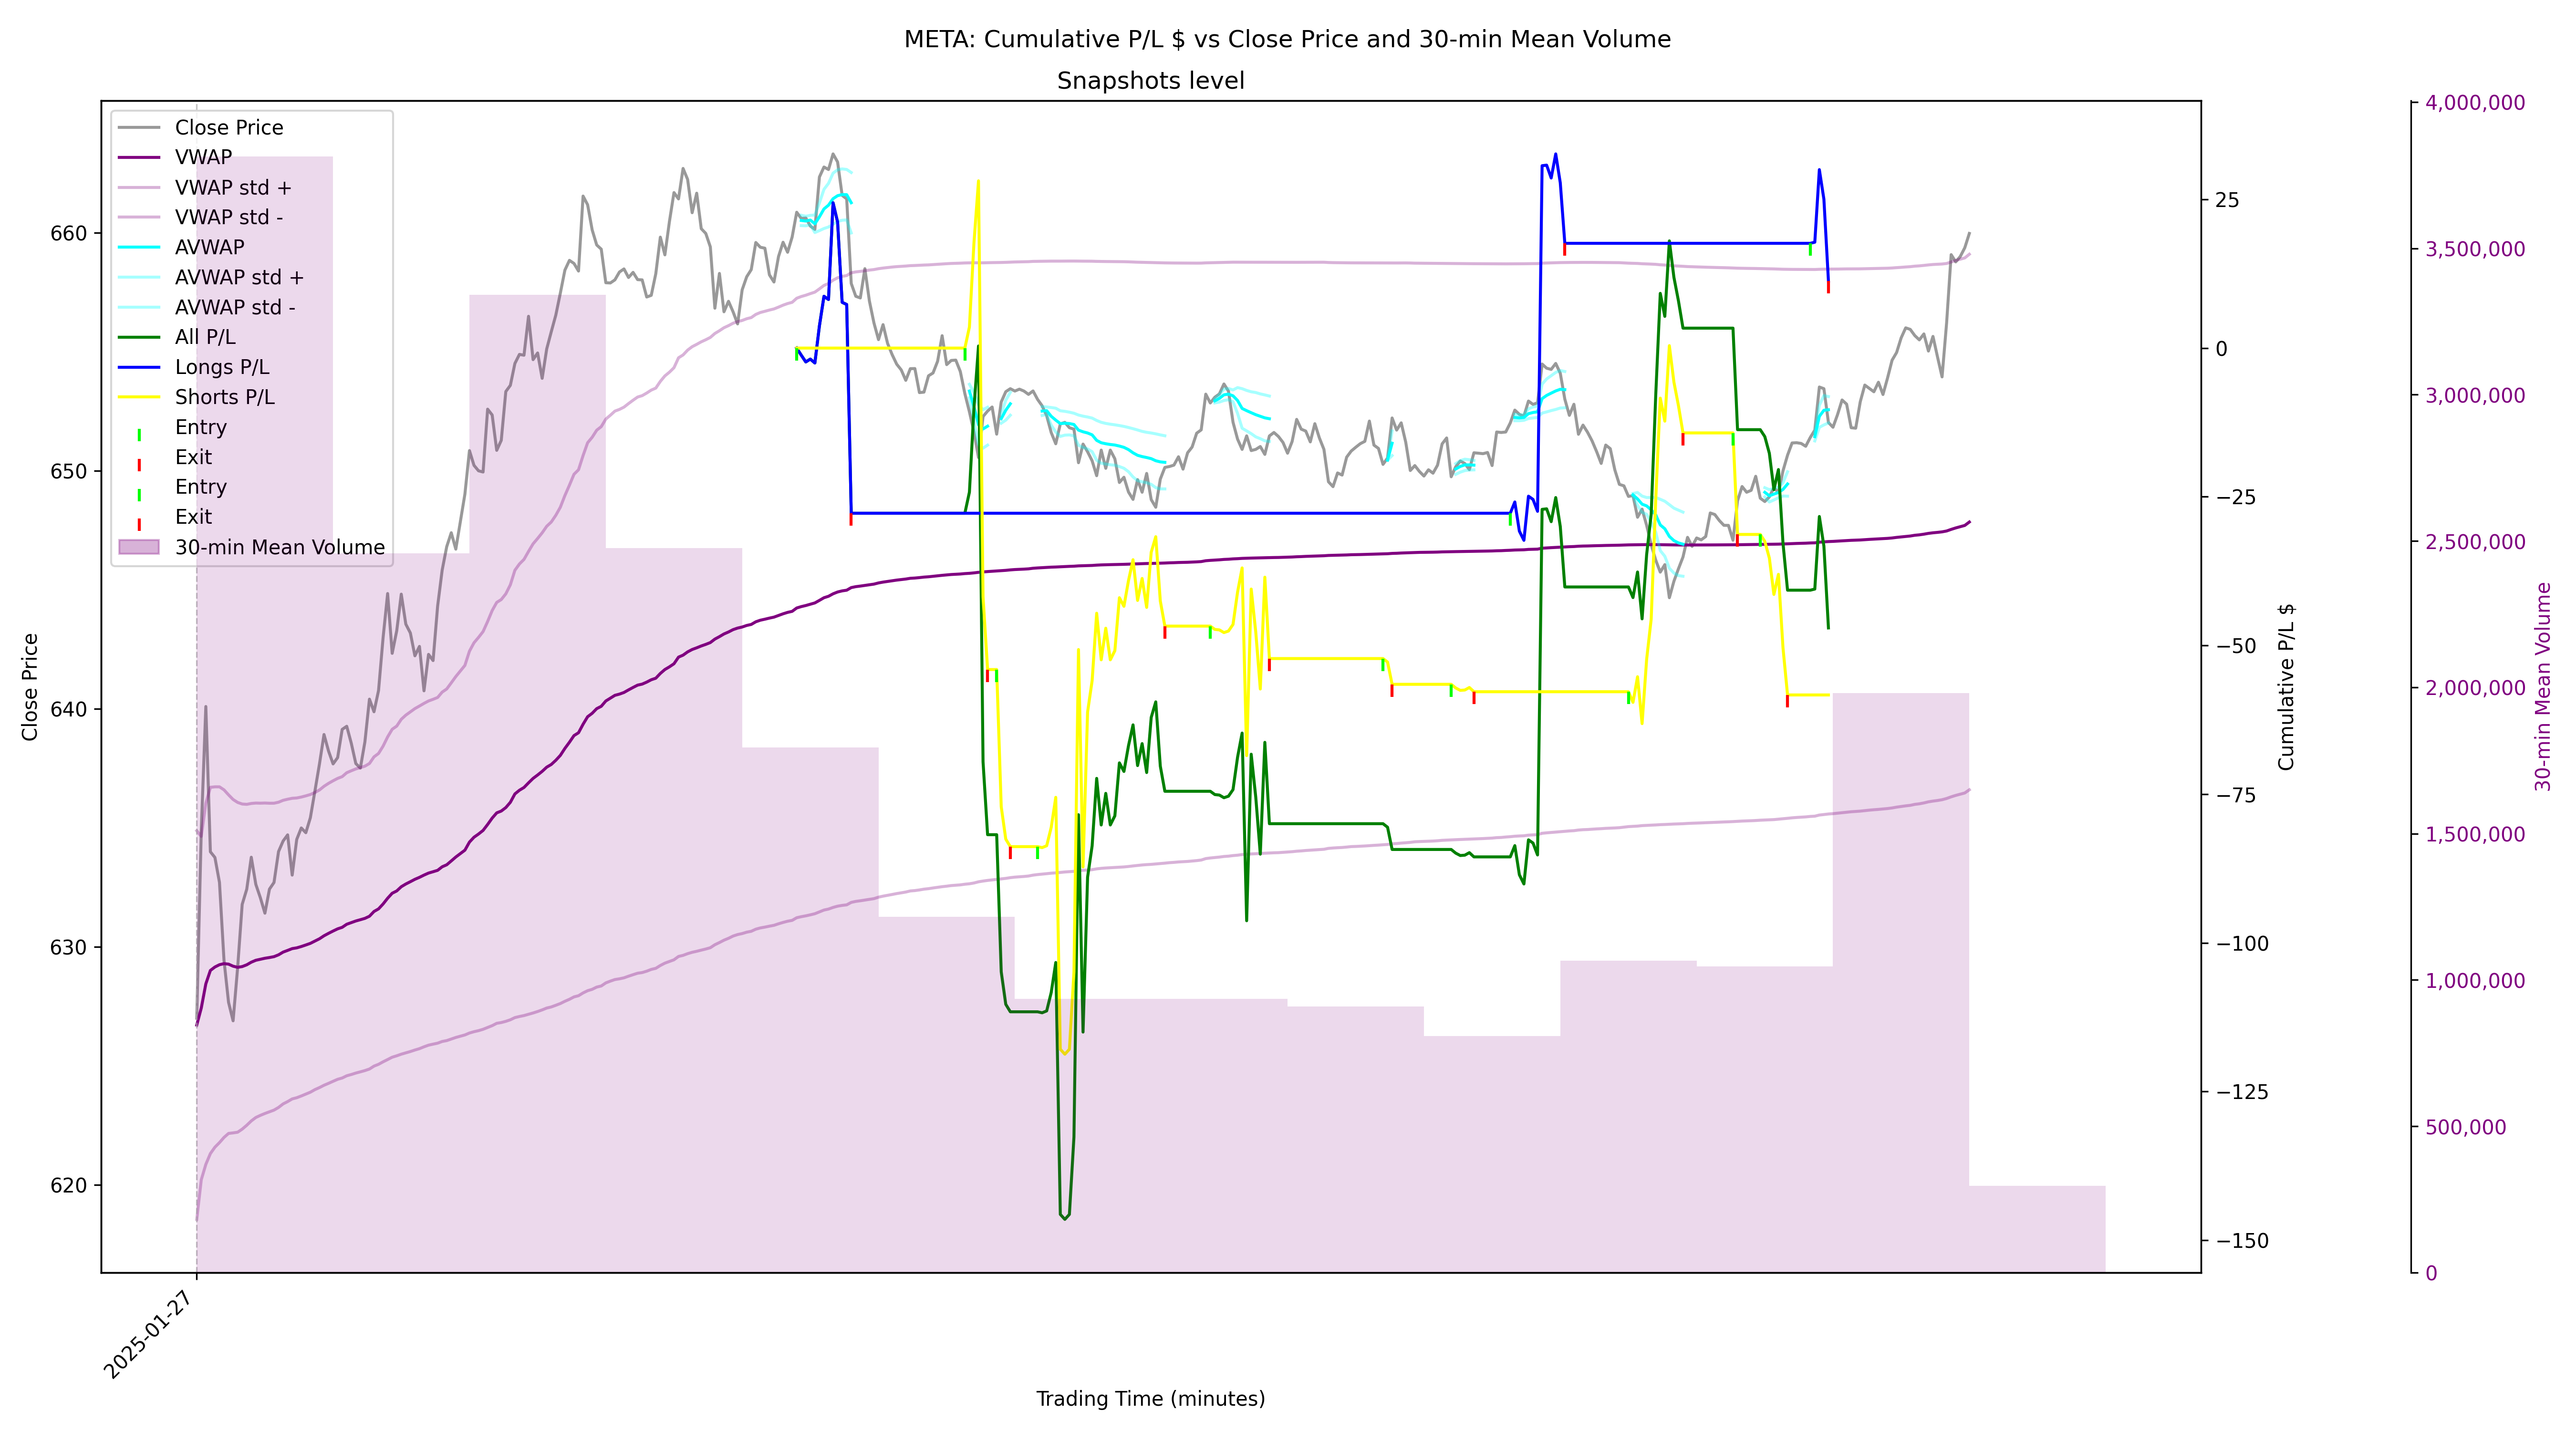 META: Cumulative P/L $ vs Close Price and 30-min Mean Volume
Snapshots level
Close Price
VWAP
VWAP std +
VWAP std -
AVWAP
AVWAP std +
AVWAP std -
All P/L
Longs P/L
Shorts P/L
Entry
Exit
Entry
Exit
30-min Mean Volume
660
650
640
630
620
Close Price
25
0
−25
−50
−75
−100
−125
−150
Cumulative P/L $
4,000,000
3,500,000
3,000,000
2,500,000
2,000,000
1,500,000
1,000,000
500,000
0
30-min Mean Volume
2025-01-27
Trading Time (minutes)